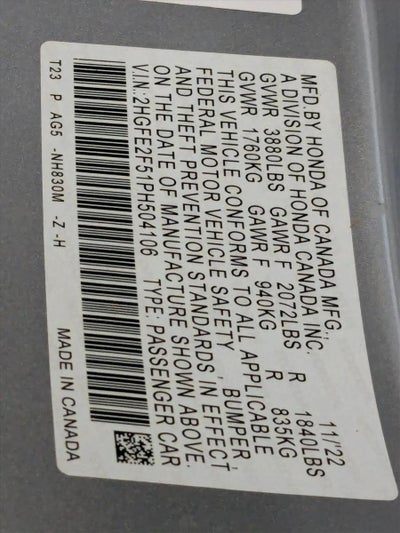 MFD.BY HONDA OF CANADA MFG., 11/'22
A DIVISION OF HONDA CANADA INC.
GVWR 3880LBS GAWR F 2072LBS R 1840LBS
GVWR 1760KG GAWR F 940KG R 835KG
THIS VEHICLE CONFORMS TO ALL APPLICABLE
FEDERAL MOTOR VEHICLE SAFETY , BUMPER,
AND THEFT PREVENTION STANDARDS IN EFFECT
ON THE DATE OF MANUFACTURE SHOWN ABOVE.
V.I.N.:2HGFE2F51PH504106 TYPE:PASSENGER CAR
T23 P AG5 -NH830M -Z -H MADE IN CANADA